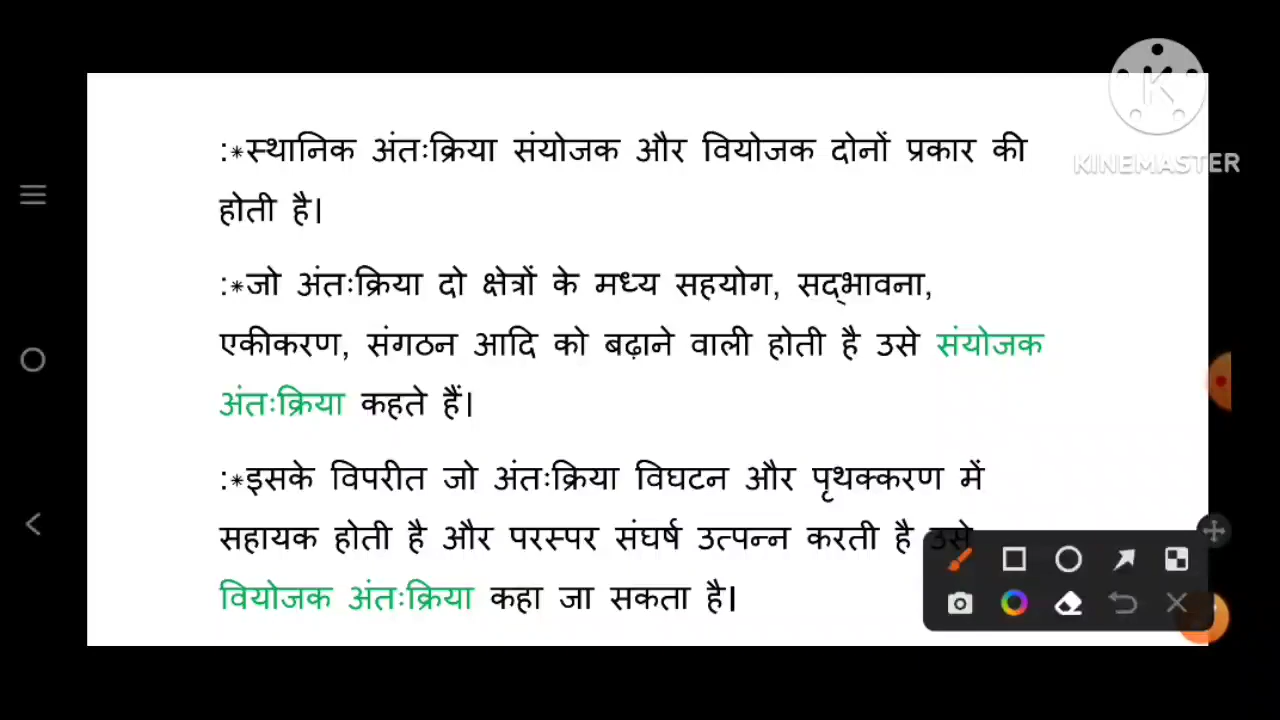 :*स्थानिक अंतःक्रिया संयोजक और वियोजक दोनों प्रकार की
होती है।
:*जो अंतःक्रिया दो क्षेत्रों के मध्य सहयोग, सद्‌भावना,
एकीकरण, संगठन आदि को बढ़ाने वाली होती है उसे संयोजक
अंतःक्रिया कहते हैं।
:*इसके विपरीत जो अंतःक्रिया विघटन और पृथक्करण में
सहायक होती है और परस्पर संघर्ष उत्पन्न करती है उसे
वियोजक अंतःक्रिया कहा जा सकता है।
K
KINEMASTER